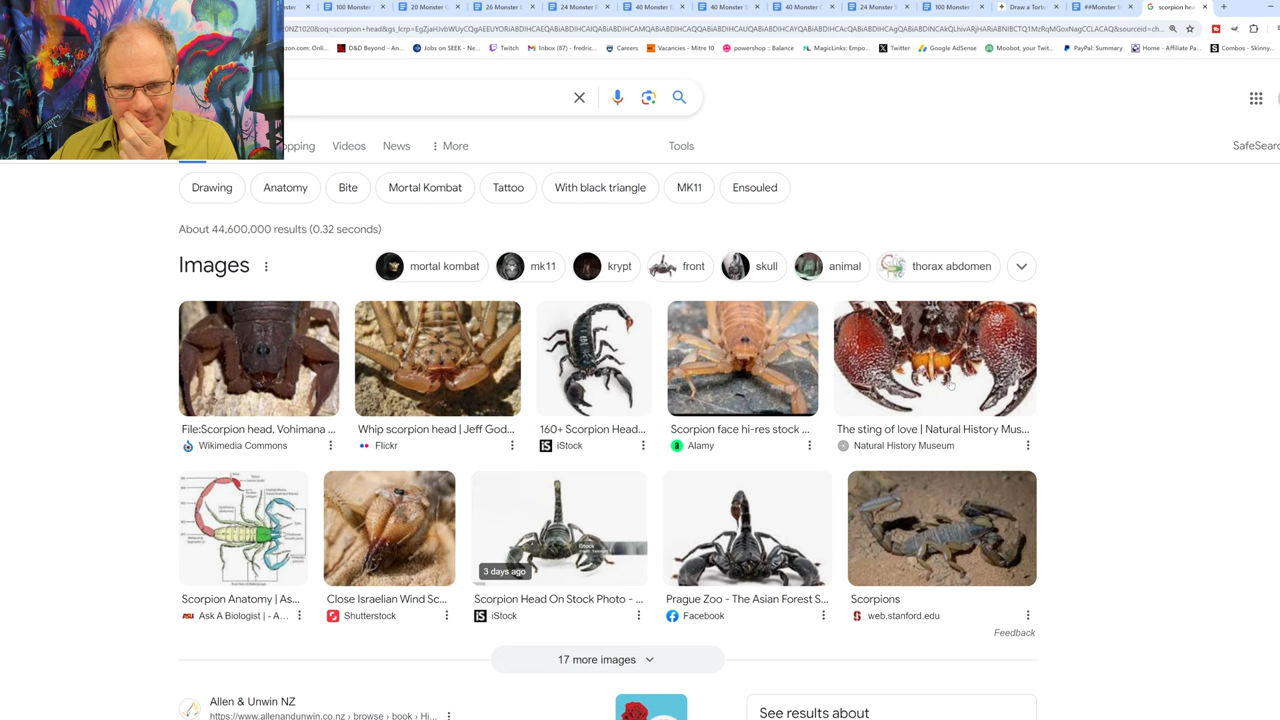 100 Monster
20 Monster C
26 Monster L
24 Monster
40 Monster
40 Monster
40 Monster C
24 Monster
100 Monster
Draw a Tort
##Monster
scorpion hea
zon.com: Onli...
D&D Beyond - An...
Jobs on SEEK - Ne...
Twitch
Inbox (87) - fredric...
Careers
Vacancies - Mitre 10
powershop :: Balance
MagicLinks: Empo...
Twitter
Google AdSense
Moobot, your Twit...
PayPal: Summary
Home - Affiliate Pa...
Combos - Skinny...
opping
Videos
News
More
Tools
SafeSearc
Drawing
Anatomy
Bite
Mortal Kombat
Tattoo
With black triangle
MK11
Ensouled
About 44,600,000 results (0.32 seconds)
Images
mortal kombat
mk11
krypt
front
skull
animal
thorax abdomen
File:Scorpion head, Vohimana ...
Whip scorpion head | Jeff God...
160+ Scorpion Head...
Scorpion face hi-res stock ...
The sting of love | Natural History Mus...
Wikimedia Commons
Flickr
iStock
Alamy
Natural History Museum
3 days ago
Scorpion Anatomy | As...
Close Israelian Wind Sc...
Scorpion Head On Stock Photo - ...
Prague Zoo - The Asian Forest S...
Scorpions
Ask A Biologist | - A...
Shutterstock
iStock
Facebook
web.stanford.edu
Feedback
17 more images
Allen & Unwin NZ
https://www.allenandunwin.co.nz › browse › book › Hi...
See results about